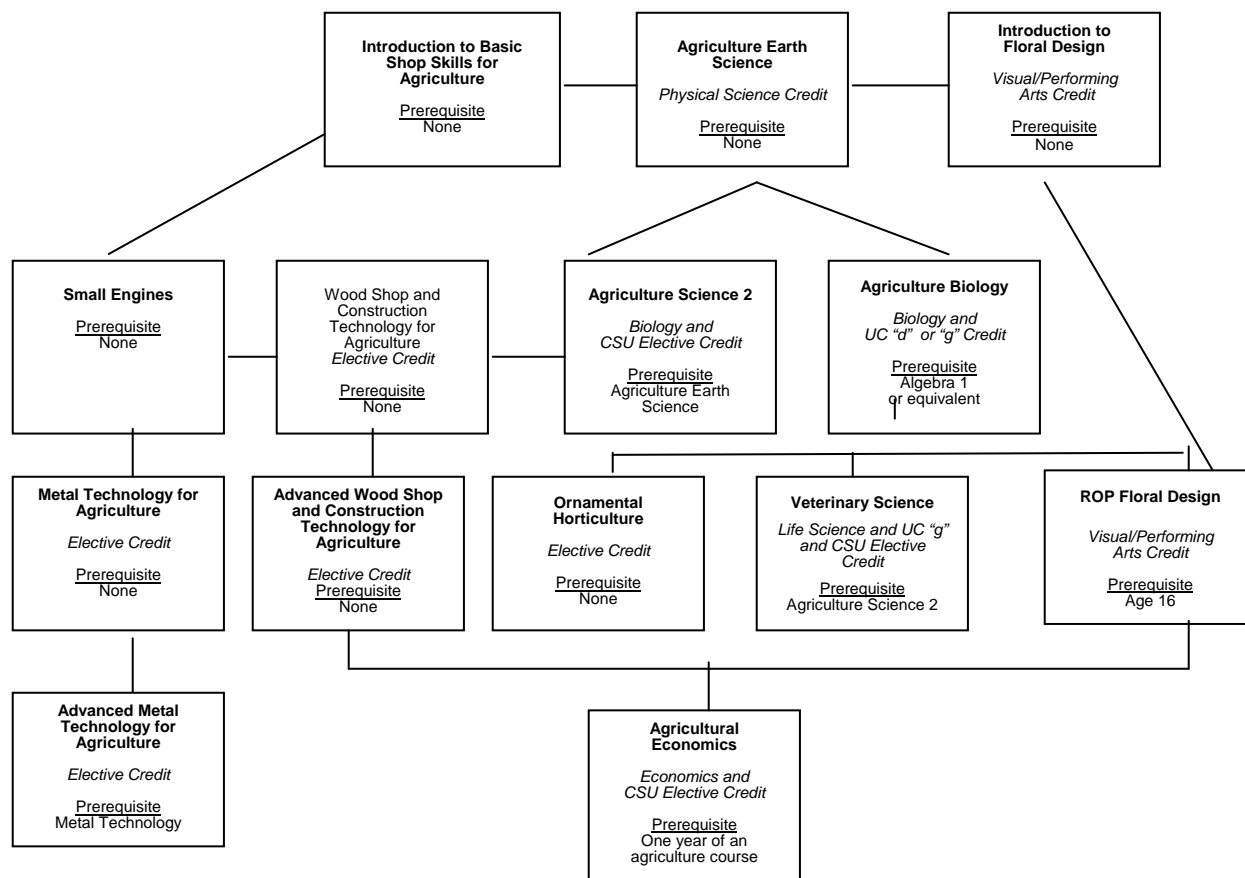 Introduction to Basic
Shop Skills for
Agriculture
Prerequisite
None
Agriculture Earth
Science
Physical Science Credit
Prerequisite
None
Introduction to
Floral Design
Visual/Performing
Arts Credit
Prerequisite
None
Small Engines
Prerequisite
None
Wood Shop and
Construction
Technology for
Agriculture
Elective Credit
Prerequisite
None
Agriculture Science 2
Biology and
CSU Elective Credit
Prerequisite
Agriculture Earth
Science
Agriculture Biology
Biology and
UC “d” or “g” Credit
Prerequisite
Algebra 1
or equivalent
Metal Technology for
Agriculture
Elective Credit
Prerequisite
None
Advanced Wood Shop
and Construction
Technology for
Agriculture
Elective Credit
Prerequisite
None
Ornamental
Horticulture
Elective Credit
Prerequisite
None
Veterinary Science
Life Science and UC “g”
and CSU Elective
Credit
Prerequisite
Agriculture Science 2
ROP Floral Design
Visual/Performing
Arts Credit
Prerequisite
Age 16
Advanced Metal
Technology for
Agriculture
Elective Credit
Prerequisite
Metal Technology
Agricultural
Economics
Economics and
CSU Elective Credit
Prerequisite
One year of an
agriculture course